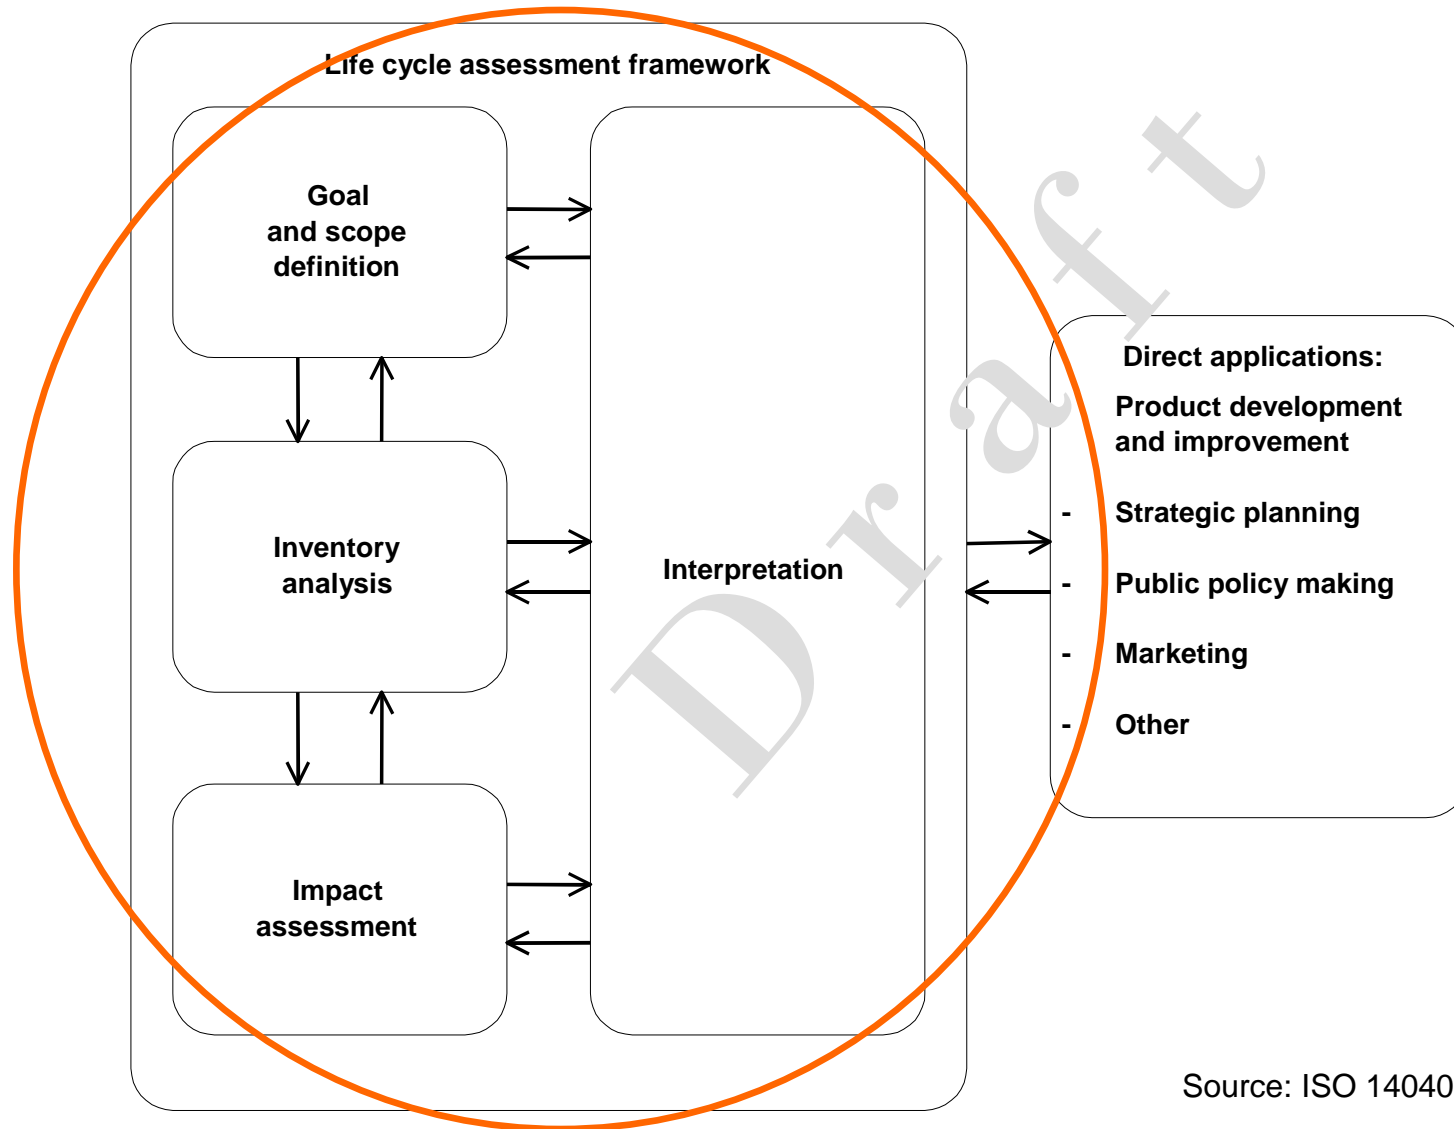 Life cycle assessment framework
Goal
and scope
definition
Inventory
analysis
Impact
assessment
Interpretation
Direct applications:
Product development
and improvement
- Strategic planning
- Public policy making
- Marketing
- Other
Draft
Source: ISO 14040